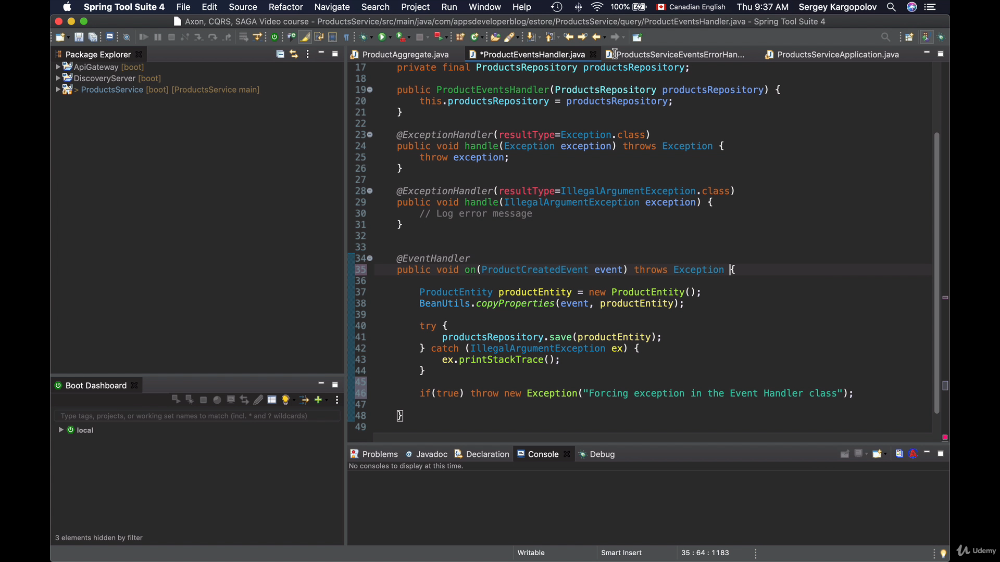 Spring Tool Suite 4 File Edit Source Refactor Navigate Search Project Run Window Help 100% Canadian English Thu 9:37 AM Sergey Kargopolov
Axon, CQRS, SAGA Video course - ProductsService/src/main/java/com/appsdeveloperblog/estore/ProductsService/query/ProductEventsHandler.java - Spring Tool Suite 4
Package Explorer
ProductAggregate.java *ProductEventsHandler.java ProductsServiceEventsErrorHan... ProductsServiceApplication.java
ApiGateway [boot]
DiscoveryServer [boot]
> ProductsService [boot] [ProductsService main]
17 private final ProductsRepository productsRepository;
18
19 public ProductEventsHandler(ProductsRepository productsRepository) {
20 this.productsRepository = productsRepository;
21 }
22
23 @ExceptionHandler(resultType=Exception.class)
24 public void handle(Exception exception) throws Exception {
25 throw exception;
26 }
27
28 @ExceptionHandler(resultType=IllegalArgumentException.class)
29 public void handle(IllegalArgumentException exception) {
30 // Log error message
31 }
32
33
34 @EventHandler
35 public void on(ProductCreatedEvent event) throws Exception {
36
37 ProductEntity productEntity = new ProductEntity();
38 BeanUtils.copyProperties(event, productEntity);
39
40 try {
41 productsRepository.save(productEntity);
42 } catch (IllegalArgumentException ex) {
43 ex.printStackTrace();
44 }
45
46 if(true) throw new Exception("Forcing exception in the Event Handler class");
47
48 }
49
Boot Dashboard
Type tags, projects, or working set names to match (incl. * and ? wildcards)
local
3 elements hidden by filter
Problems Javadoc Declaration Console Debug
No consoles to display at this time.
Writable Smart Insert 35 : 64 : 1183
Udemy